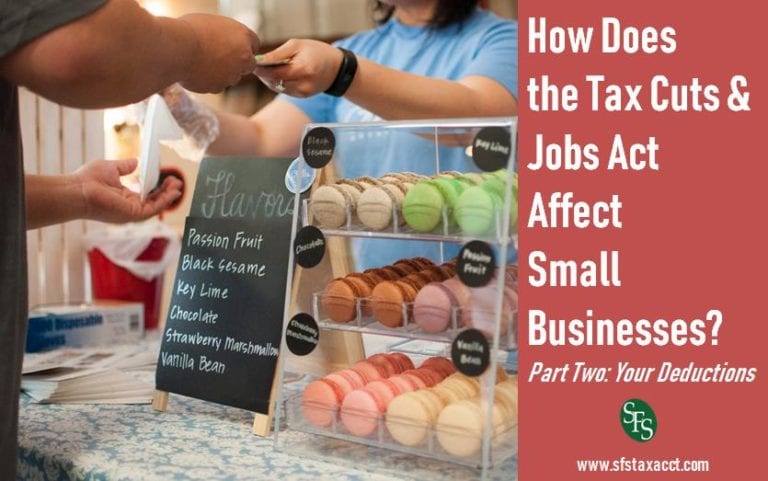 How Does
the Tax Cuts &
Jobs Act
Affect
Small
Businesses?
Part Two: Your Deductions
SFS
www.sfstaxacct.com
Flavors
Passion Fruit
Black Sesame
Key Lime
Chocolate
Strawberry Marshmallow
Vanilla Bean
Black Sesame
Key Lime
Chocolate
Passion Fruit
Strawberry Marshmallow
Vanilla Bean